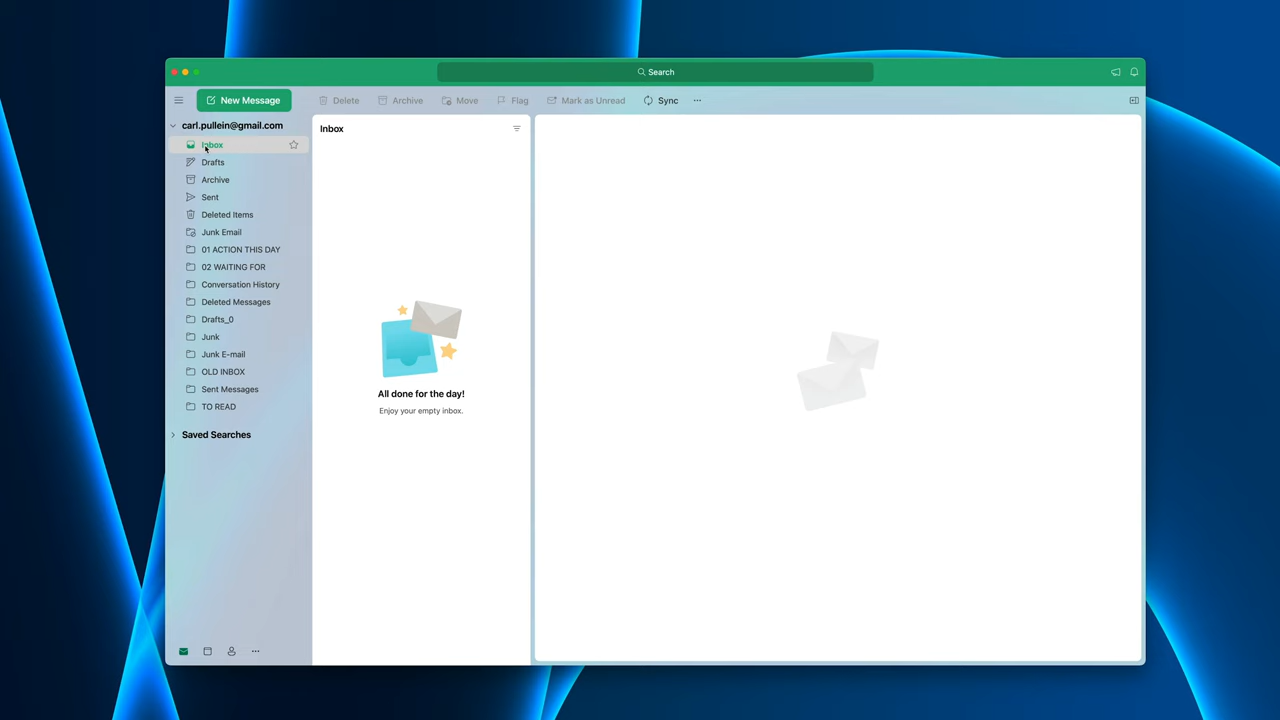 Search
New Message
Delete
Archive
Move
Flag
Mark as Unread
Sync
carl.pullein@gmail.com
Inbox
Drafts
Archive
Sent
Deleted Items
Junk Email
01 ACTION THIS DAY
02 WAITING FOR
Conversation History
Deleted Messages
Drafts_0
Junk
Junk E-mail
OLD INBOX
Sent Messages
TO READ
Saved Searches
Inbox
All done for the day!
Enjoy your empty inbox.